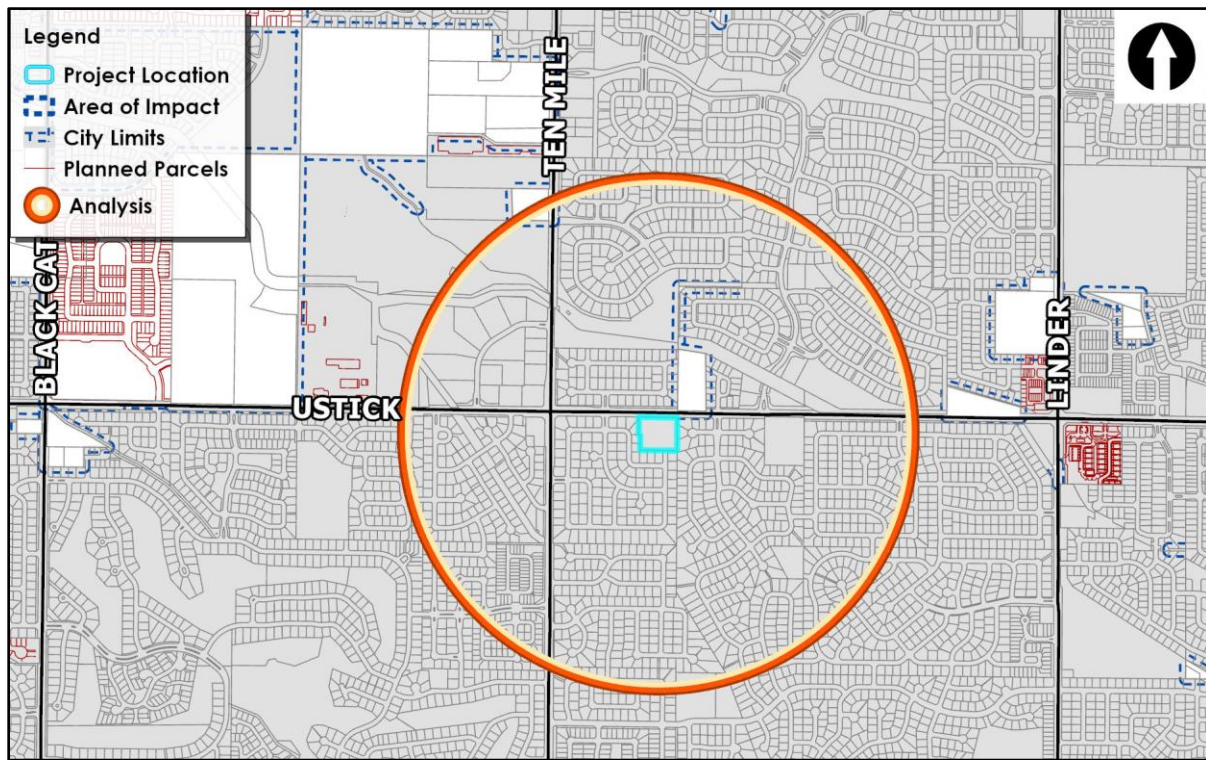 Legend
Project Location
Area of Impact
City Limits
Planned Parcels
Analysis
TEN MILE
BLACK CAT
USTICK
LINDER